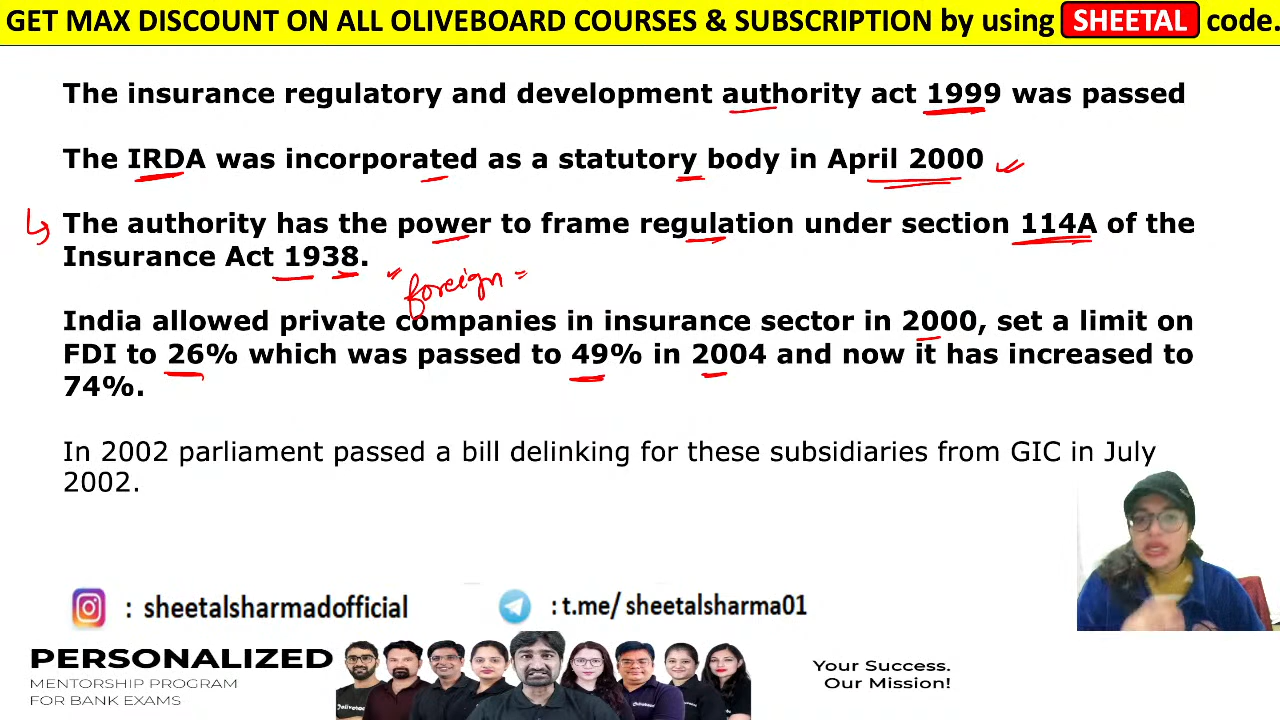 GET MAX DISCOUNT ON ALL OLIVEBOARD COURSES & SUBSCRIPTION by using SHEETAL code.
The insurance regulatory and development authority act 1999 was passed
The IRDA was incorporated as a statutory body in April 2000
The authority has the power to frame regulation under section 114A of the
Insurance Act 1938.
foreign
India allowed private companies in insurance sector in 2000, set a limit on
FDI to 26% which was passed to 49% in 2004 and now it has increased to
74%.
In 2002 parliament passed a bill delinking for these subsidiaries from GIC in July
2002.
: sheetalsharmadofficial
: t.me/ sheetalsharma01
PERSONALIZED
MENTORSHIP PROGRAM
FOR BANK EXAMS
Your Success.
Our Mission!